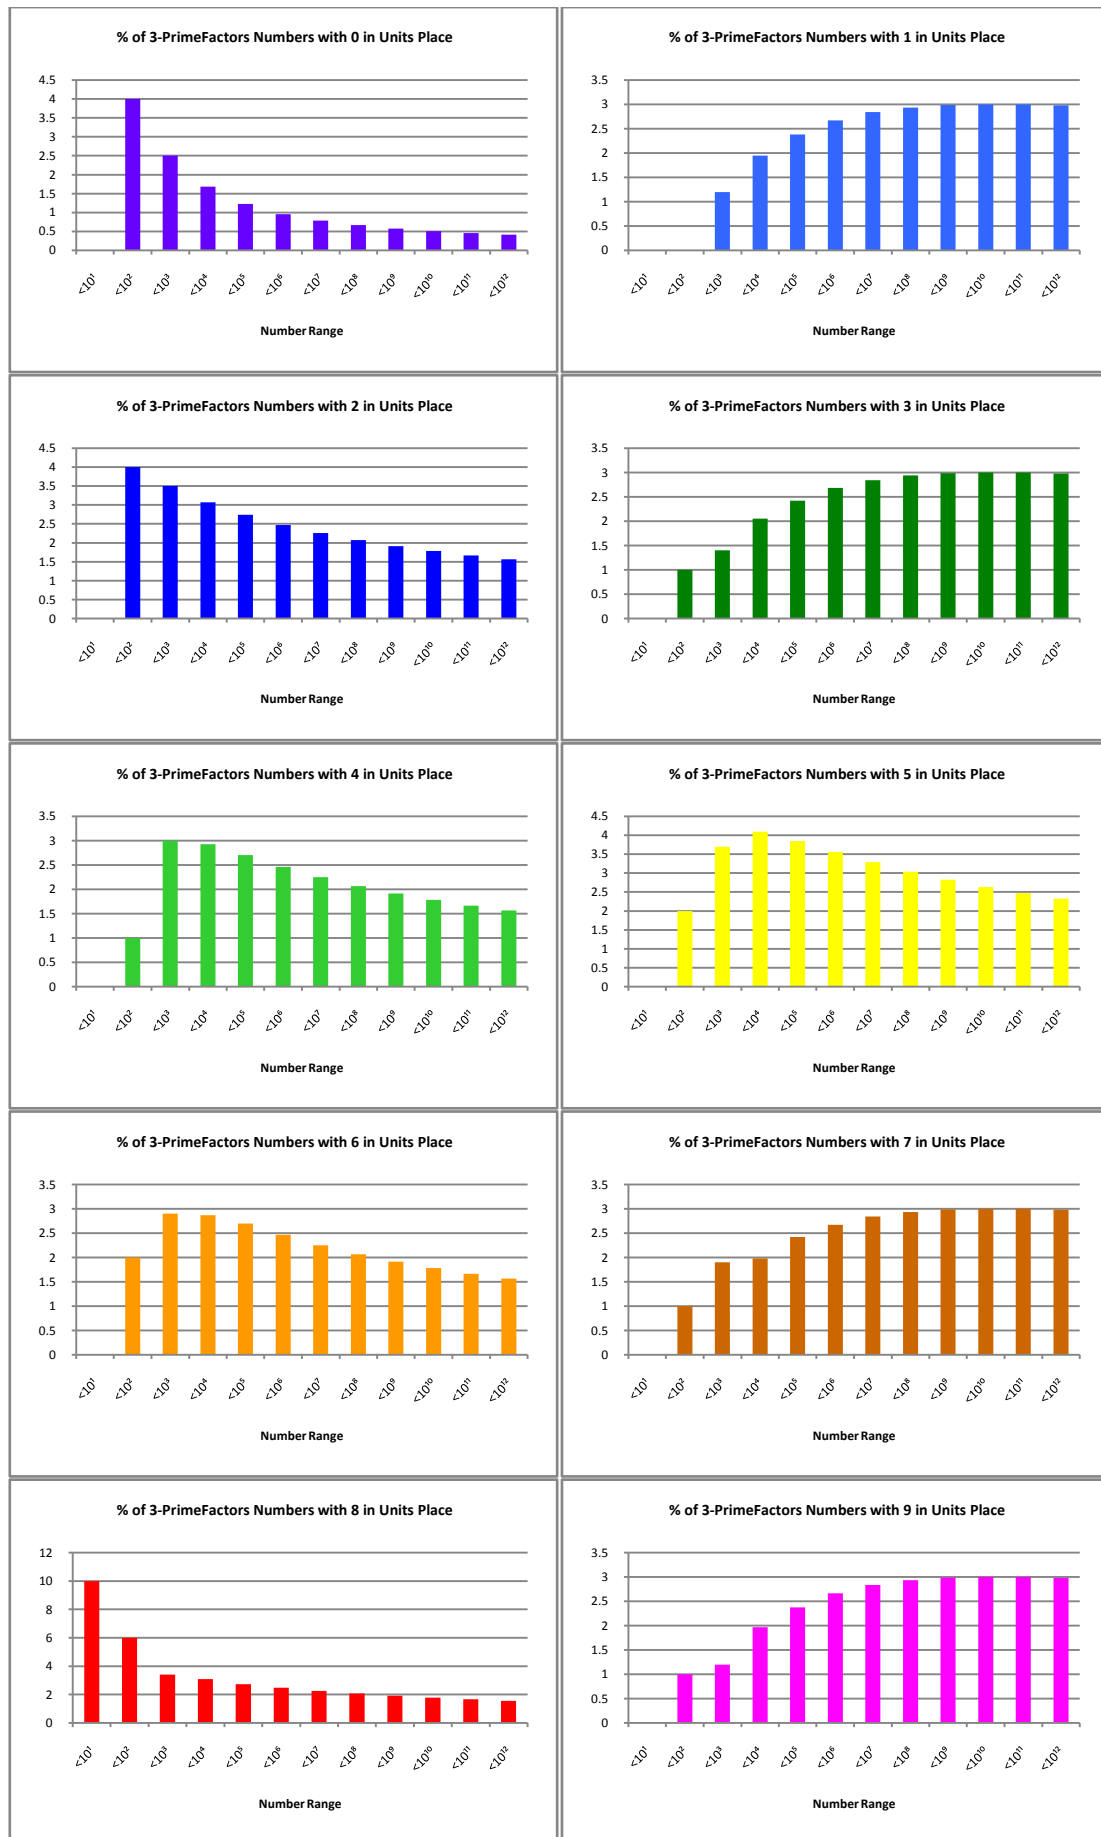 % of 3-PrimeFactors Numbers with 0 in Units Place
4.5
4
3.5
3
2.5
2
1.5
1
0.5
0
<10¹ <10² <10³ <10⁴ <10⁵ <10⁶ <10⁷ <10⁸ <10⁹ <10¹⁰ <10¹¹ <10¹²
Number Range
% of 3-PrimeFactors Numbers with 1 in Units Place
3.5
3
2.5
2
1.5
1
0.5
0
<10¹ <10² <10³ <10⁴ <10⁵ <10⁶ <10⁷ <10⁸ <10⁹ <10¹⁰ <10¹¹ <10¹²
Number Range
% of 3-PrimeFactors Numbers with 2 in Units Place
4.5
4
3.5
3
2.5
2
1.5
1
0.5
0
<10¹ <10² <10³ <10⁴ <10⁵ <10⁶ <10⁷ <10⁸ <10⁹ <10¹⁰ <10¹¹ <10¹²
Number Range
% of 3-PrimeFactors Numbers with 3 in Units Place
3.5
3
2.5
2
1.5
1
0.5
0
<10¹ <10² <10³ <10⁴ <10⁵ <10⁶ <10⁷ <10⁸ <10⁹ <10¹⁰ <10¹¹ <10¹²
Number Range
% of 3-PrimeFactors Numbers with 4 in Units Place
3.5
3
2.5
2
1.5
1
0.5
0
<10¹ <10² <10³ <10⁴ <10⁵ <10⁶ <10⁷ <10⁸ <10⁹ <10¹⁰ <10¹¹ <10¹²
Number Range
% of 3-PrimeFactors Numbers with 5 in Units Place
4.5
4
3.5
3
2.5
2
1.5
1
0.5
0
<10¹ <10² <10³ <10⁴ <10⁵ <10⁶ <10⁷ <10⁸ <10⁹ <10¹⁰ <10¹¹ <10¹²
Number Range
% of 3-PrimeFactors Numbers with 6 in Units Place
3.5
3
2.5
2
1.5
1
0.5
0
<10¹ <10² <10³ <10⁴ <10⁵ <10⁶ <10⁷ <10⁸ <10⁹ <10¹⁰ <10¹¹ <10¹²
Number Range
% of 3-PrimeFactors Numbers with 7 in Units Place
3.5
3
2.5
2
1.5
1
0.5
0
<10¹ <10² <10³ <10⁴ <10⁵ <10⁶ <10⁷ <10⁸ <10⁹ <10¹⁰ <10¹¹ <10¹²
Number Range
% of 3-PrimeFactors Numbers with 8 in Units Place
12
10
8
6
4
2
0
<10¹ <10² <10³ <10⁴ <10⁵ <10⁶ <10⁷ <10⁸ <10⁹ <10¹⁰ <10¹¹ <10¹²
Number Range
% of 3-PrimeFactors Numbers with 9 in Units Place
3.5
3
2.5
2
1.5
1
0.5
0
<10¹ <10² <10³ <10⁴ <10⁵ <10⁶ <10⁷ <10⁸ <10⁹ <10¹⁰ <10¹¹ <10¹²
Number Range